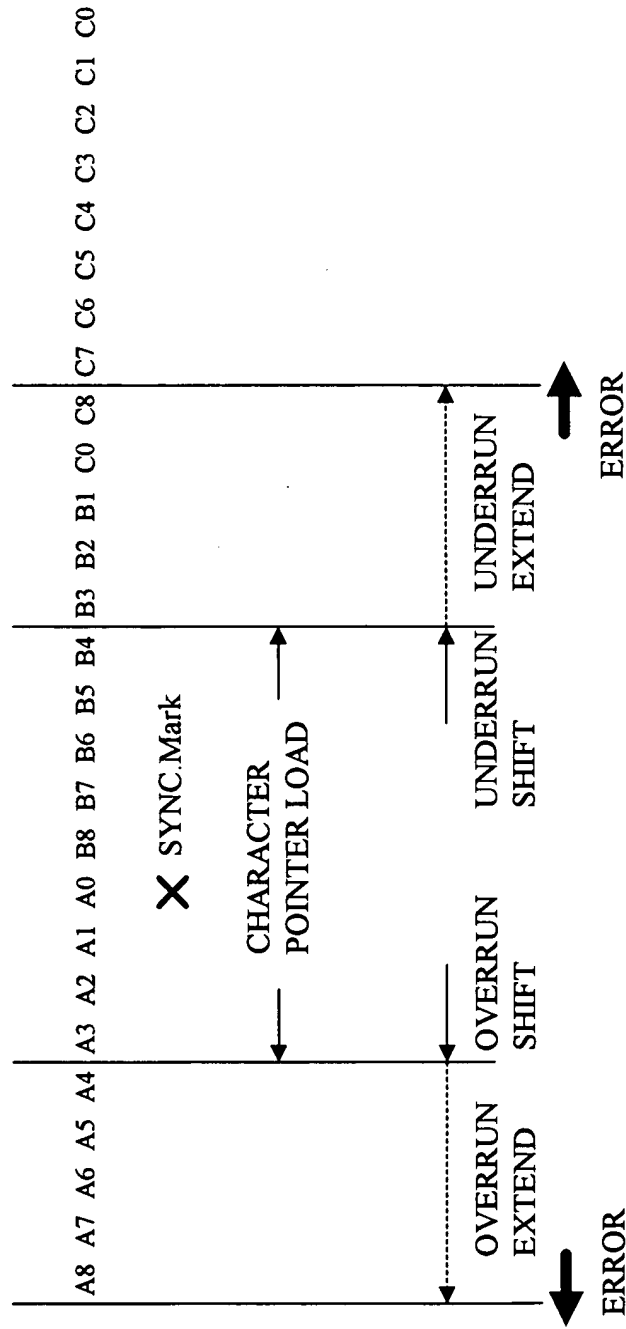 A8 A7 A6 A5 A4 A3 A2 A1 A0 B8 B7 B6 B5 B4 B3 B2 B1 C0 C8 C7 C6 C5 C4 C3 C2 C1 C0
SYNC.Mark
CHARACTER
POINTER LOAD
OVERRUN
EXTEND
OVERRUN
SHIFT
UNDERRUN
SHIFT
UNDERRUN
EXTEND
ERROR
ERROR